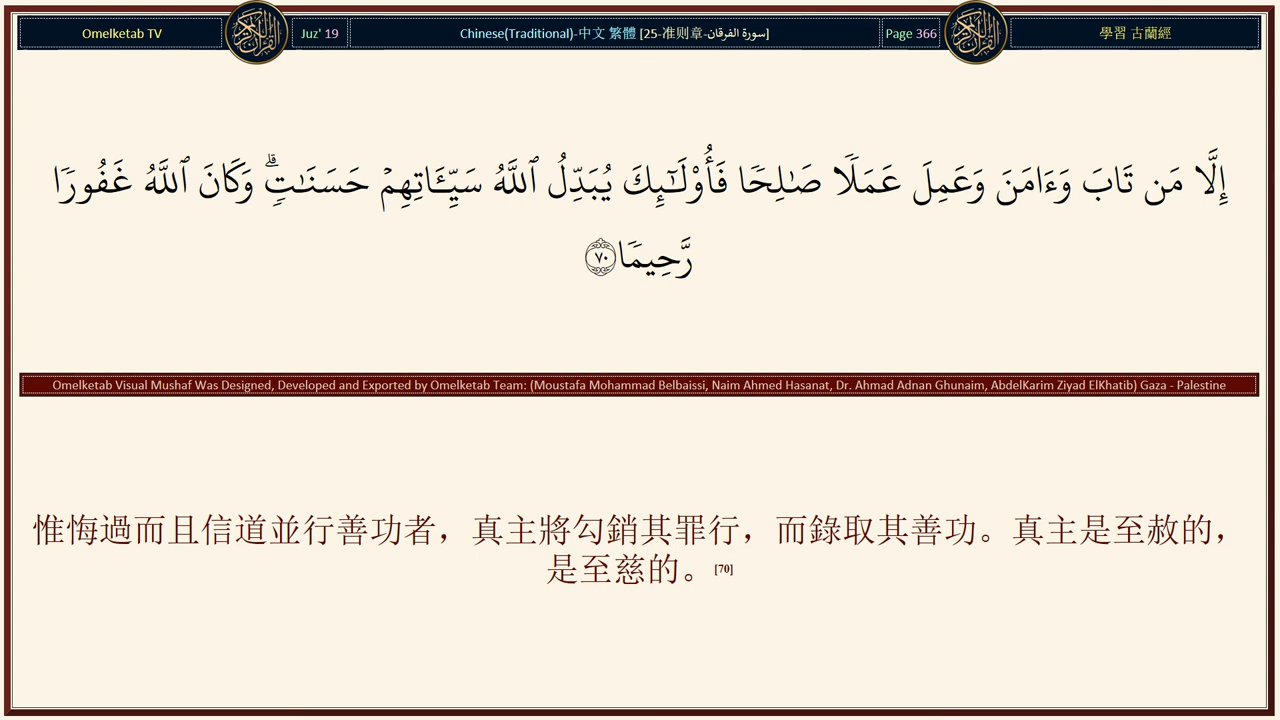 Omelketab TV
Juz' 19
Chinese(Traditional)-中文 繁體 [25-准则章-سورة الفرقان]
Page 366
學習 古蘭經
إِلَّا مَن تَابَ وَءَامَنَ وَعَمِلَ عَمَلٗا صَٰلِحٗا فَأُوْلَٰٓئِكَ يُبَدِّلُ ٱللَّهُ سَيِّـَٔاتِهِمۡ حَسَنَٰتٖۗ وَكَانَ ٱللَّهُ غَفُورٗا
رَّحِيمٗا ٧٠
Omelketab Visual Mushaf Was Designed, Developed and Exported by Omelketab Team: (Moustafa Mohammad Belbaissi, Naim Ahmed Hasanat, Dr. Ahmad Adnan Ghunaim, AbdelKarim Ziyad ElKhatib) Gaza - Palestine
惟悔過而且信道並行善功者，真主將勾銷其罪行，而錄取其善功。真主是至赦的，
是至慈的。[70]